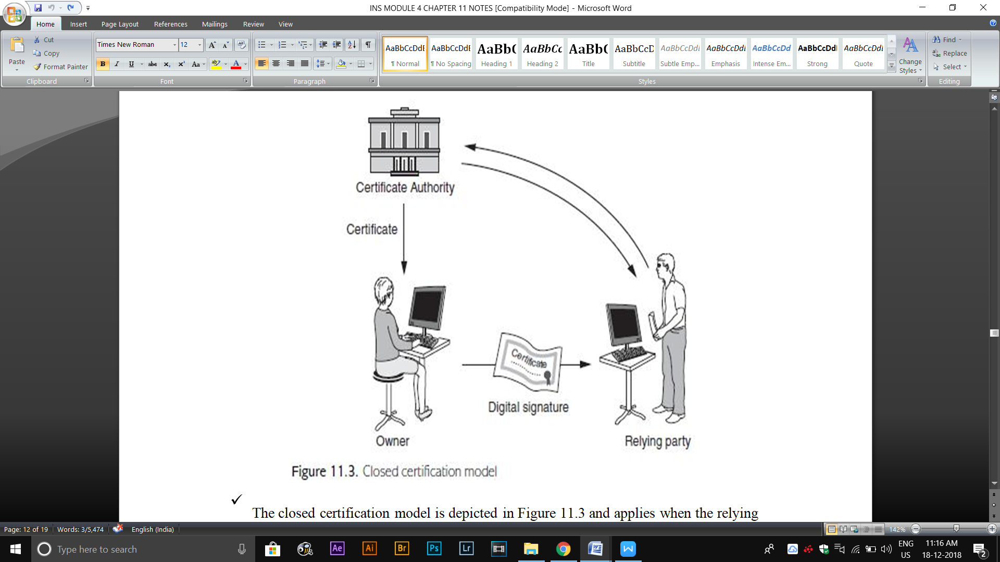 INS MODULE 4 CHAPTER 11 NOTES [Compatibility Mode] - Microsoft Word
Home Insert Page Layout References Mailings Review View
Paste
Cut
Copy
Format Painter
Clipboard
Times New Roman 12
B I U abc x₂ x² Aa
Font
Paragraph
AaBbCcDdE AaBbCcDdE AaBbC AaBbCc AaBbC AaBbCcD AaBbCcDdI AaBbCcDdI AaBbCcDd AaBbCcDdI AaBbCcDdI
¶ Normal ¶ No Spacing Heading 1 Heading 2 Title Subtitle Subtle Emp... Emphasis Intense Em... Strong Quote
Styles
Change Styles
Find
Replace
Select
Editing
Certificate Authority
Certificate
Certificate
Digital signature
Owner
Relying party
Figure 11.3. Closed certification model
✓
The closed certification model is depicted in Figure 11.3 and applies when the relying
Page: 12 of 19 Words: 3/5,474 English (India) 142%
Type here to search
Ae Ai Br Ps Lr
ENG
US
11:16 AM
18-12-2018
2